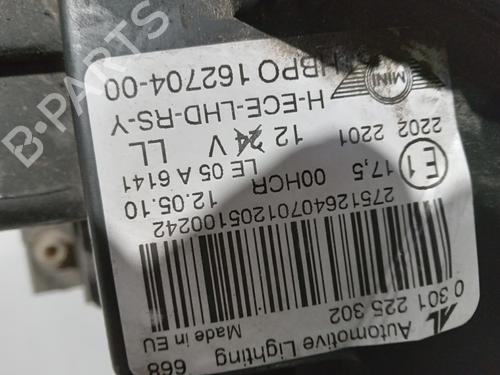 B-PARTS
Automotive Lighting 668
Made in EU
0 301 225 302
27512640701205100242
E1 17,5 00HCR LE 05 A 6141 12.05.10
2202 2201 12 V LL
H-ECE-LHD-RS-Y
MINI HBPO 162704-00